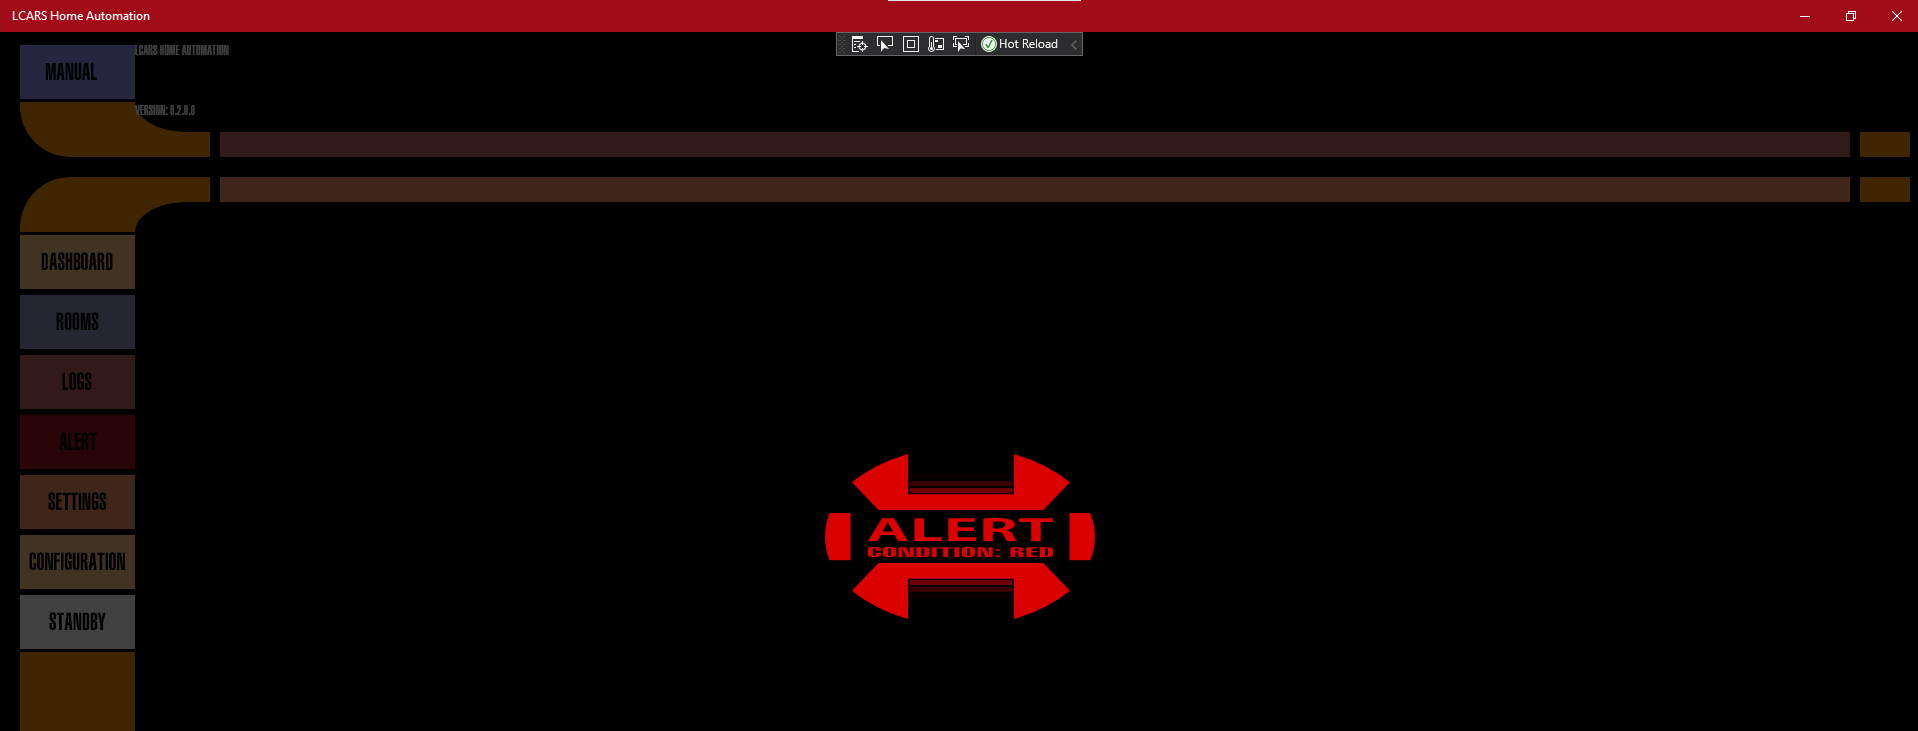 LCARS Home Automation
Hot Reload
LCARS HOME AUTOMATION
MANUAL
VERSION: 0.2.0.0
DASHBOARD
ROOMS
LOGS
ALERT
SETTINGS
CONFIGURATION
STANDBY
ALERT
CONDITION: RED